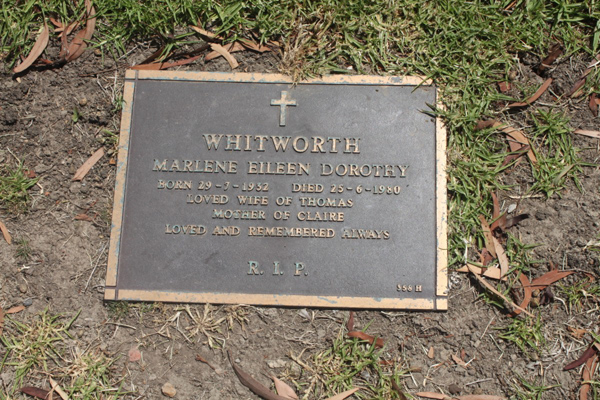 WHITWORTH
MARLENE EILEEN DOROTHY
BORN 29-7-1932 DIED 25-6-1980
LOVED WIFE OF THOMAS
MOTHER OF CLAIRE
LOVED AND REMEMBERED ALWAYS
R. I. P.
358 H